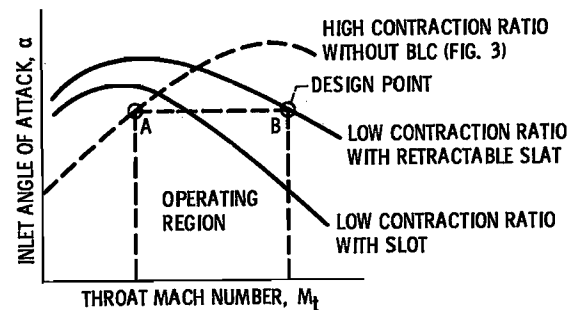 HIGH CONTRACTION RATIO
WITHOUT BLC (FIG. 3)
DESIGN POINT
A
B
LOW CONTRACTION RATIO
WITH RETRACTABLE SLAT
OPERATING
REGION
LOW CONTRACTION RATIO
WITH SLOT
INLET ANGLE OF ATTACK, α
THROAT MACH NUMBER, Mt